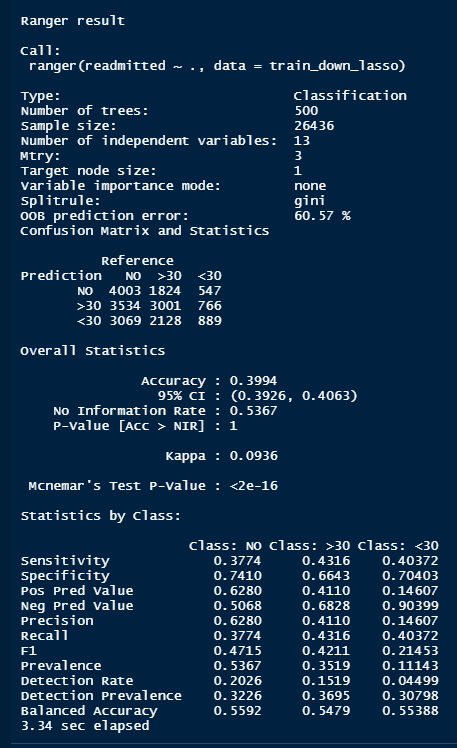 Ranger result
Call:
ranger(readmitted ~ ., data = train_down_lasso)
Type: Classification
Number of trees: 500
Sample size: 26436
Number of independent variables: 13
Mtry: 3
Target node size: 1
Variable importance mode: none
Splitrule: gini
OOB prediction error: 60.57 %
Confusion Matrix and Statistics
Reference
Prediction NO >30 <30
NO 4003 1824 547
>30 3534 3001 766
<30 3069 2128 889
Overall Statistics
Accuracy : 0.3994
95% CI : (0.3926, 0.4063)
No Information Rate : 0.5367
P-Value [Acc > NIR] : 1
Kappa : 0.0936
Mcnemar's Test P-Value : <2e-16
Statistics by Class:
Class: NO Class: >30 Class: <30
Sensitivity 0.3774 0.4316 0.40372
Specificity 0.7410 0.6643 0.70403
Pos Pred Value 0.6280 0.4110 0.14607
Neg Pred Value 0.5068 0.6828 0.90399
Precision 0.6280 0.4110 0.14607
Recall 0.3774 0.4316 0.40372
F1 0.4715 0.4211 0.21453
Prevalence 0.5367 0.3519 0.11143
Detection Rate 0.2026 0.1519 0.04499
Detection Prevalence 0.3226 0.3695 0.30798
Balanced Accuracy 0.5592 0.5479 0.55388
3.34 sec elapsed